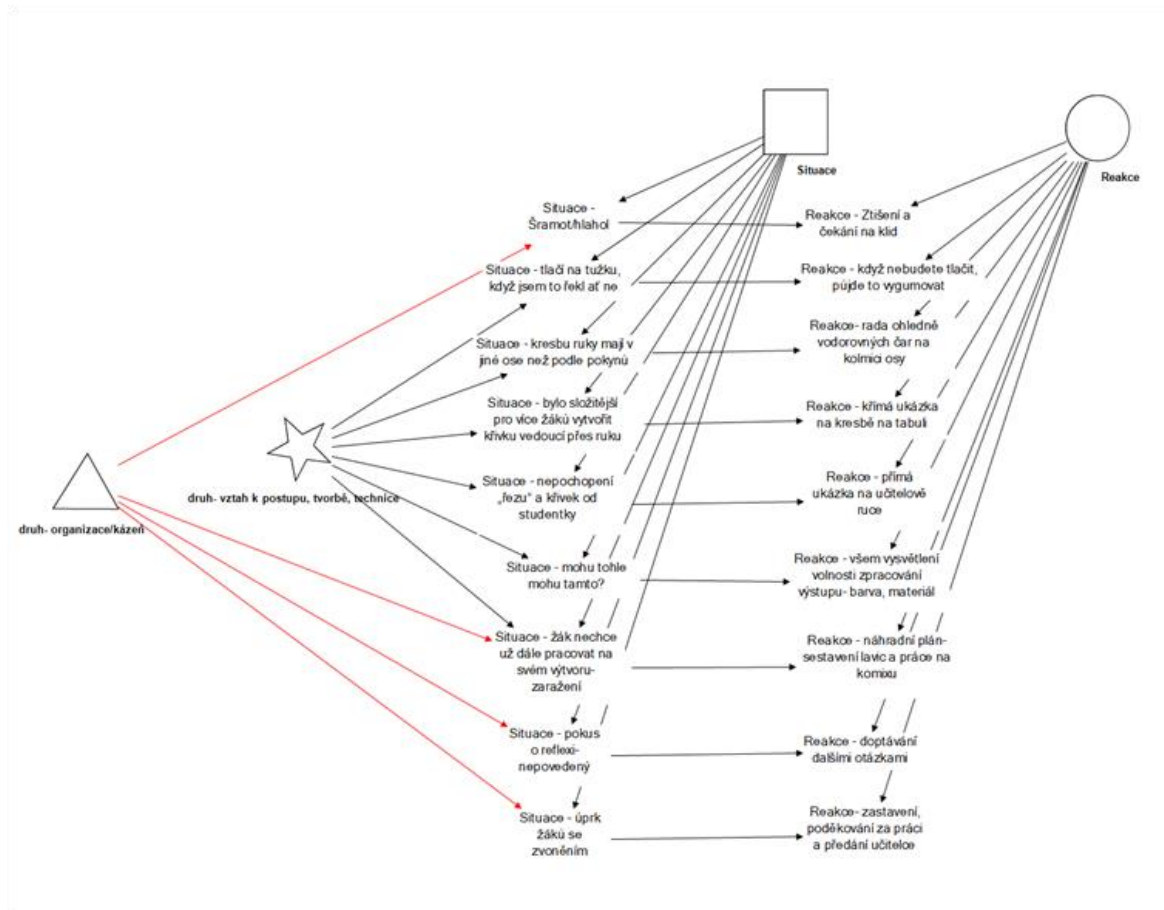 Situace
Reakce
Situace -
Šramot/hlahol
Reakce - Ztišení a
čekání na klid
Situace - tlačí na tužku,
když jsem to řekl ať ne
Reakce - když nebudete tlačit,
půjde to vygumovat
Situace - kresbu ruky mají v
jiné ose než podle pokynů
Reakce- rada ohledně
vodorovných čar na
kolmici osy
Situace - bylo složitější
pro více žáků vytvořit
křivku vedoucí přes ruku
Reakce - křímá ukázka
na kresbě na tabuli
Situace - nepochopení
„řezu“ a křivek od
studentky
Reakce - přímá
ukázka na učitelově
ruce
druh- vztah k postupu, tvorbě, technice
druh- organizace/kázeň
Situace - mohu tohle
mohu tamto?
Reakce - všem vysvětlení
volnosti zpracování
výstupu- barva, materiál
Situace - žák nechce
už dále pracovat na
svém výtvoru-
zaražení
Reakce - náhradní plán-
sestavení lavic a práce na
komixu
Situace - pokus
o reflexi-
nepovedený
Reakce - doptávání
dalšími otázkami
Situace - úprk
žáků se
zvoněním
Reakce- zastavení,
poděkování za práci
a předání učitelce